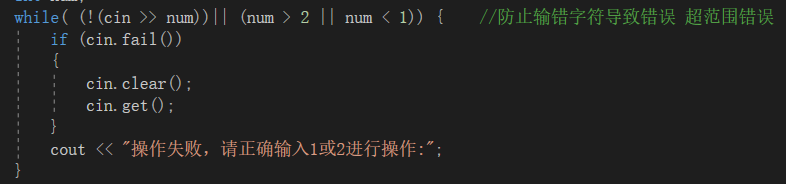 while( (!(cin >> num))|| (num > 2 || num < 1)) {    //防止输错字符导致错误 超范围错误
    if (cin.fail())
    {
        cin.clear();
        cin.get();
    }
    cout << "操作失败，请正确输入1或2进行操作:";
}